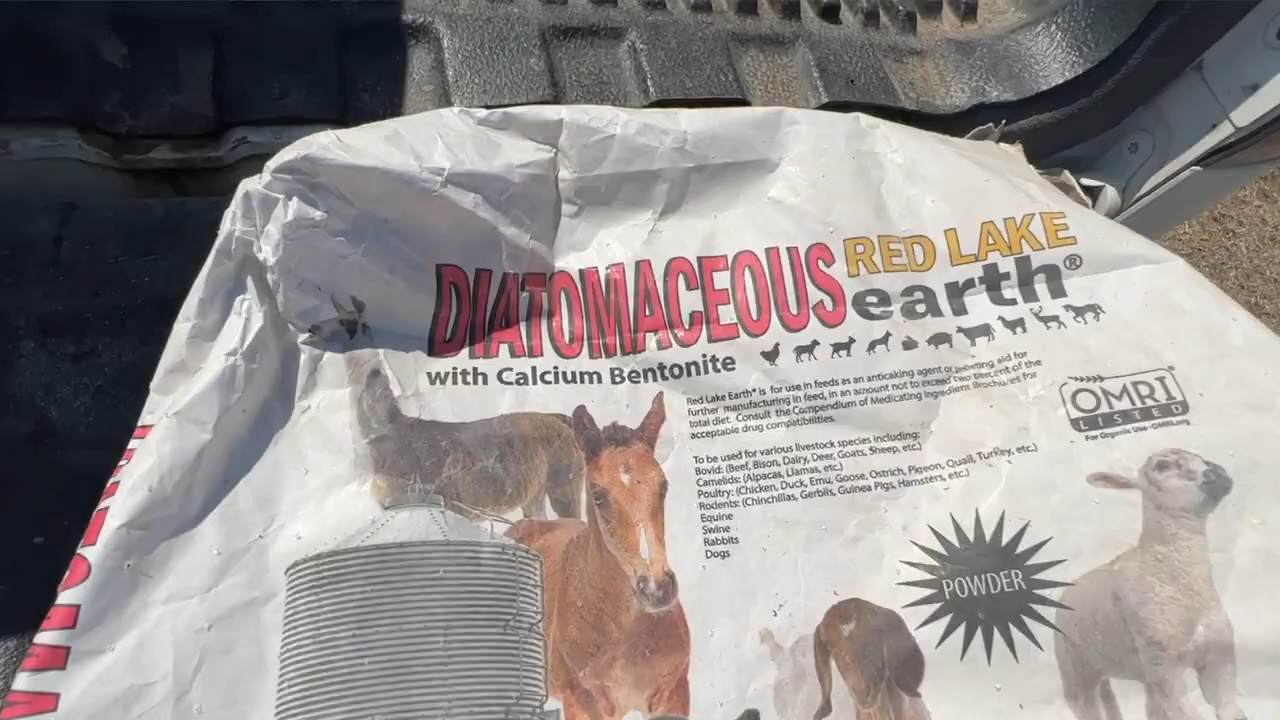 DIATOMACEOUS RED LAKE earth®
with Calcium Bentonite
Red Lake Earth® is for use in feeds as an anticaking agent or pelleting aid for
further manufacturing in feed, in an amount not to exceed two percent of the
total diet. Consult the Compendium of Medicating Ingredient Brochures for
acceptable drug compatibilities.
To be used for various livestock species including:
Bovid: (Beef, Bison, Dairy, Deer, Goats, Sheep, etc.)
Camelids: (Alpacas, Llamas, etc.)
Poultry: (Chicken, Duck, Emu, Goose, Ostrich, Pigeon, Quail, Turkey, etc.)
Rodents: (Chinchillas, Gerbils, Guinea Pigs, Hamsters, etc.)
Equine
Swine
Rabbits
Dogs
OMRI
LISTED
For Organic Use-OMRI.org
POWDER